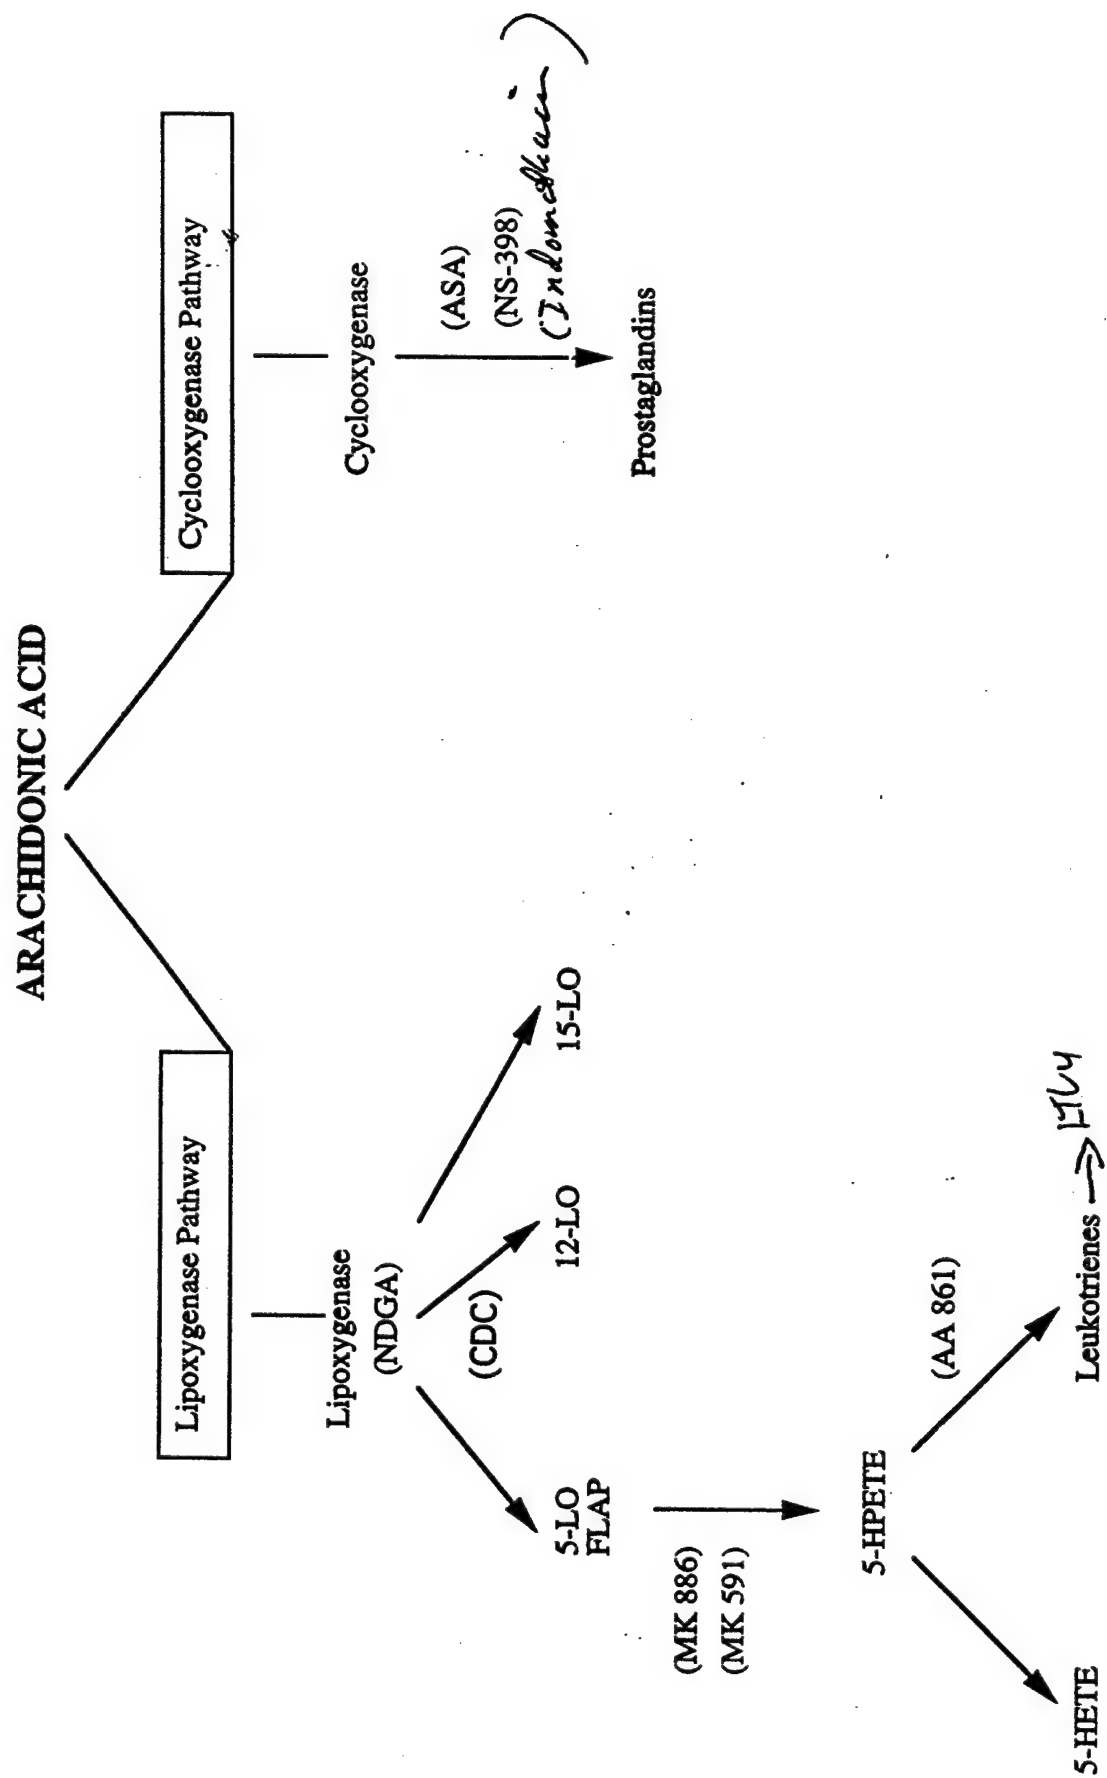 ARACHIDONIC ACID
Lipoxygenase Pathway
Cyclooxygenase Pathway
Lipoxygenase
(NDGA)
Cyclooxygenase
(CDC)
(ASA)
(NS-398)
(Indomethacin)
5-LO
FLAP
12-LO
15-LO
Prostaglandins
(MK 886)
(MK 591)
5-HPETE
(AA 861)
5-HETE
Leukotrienes → LTC4